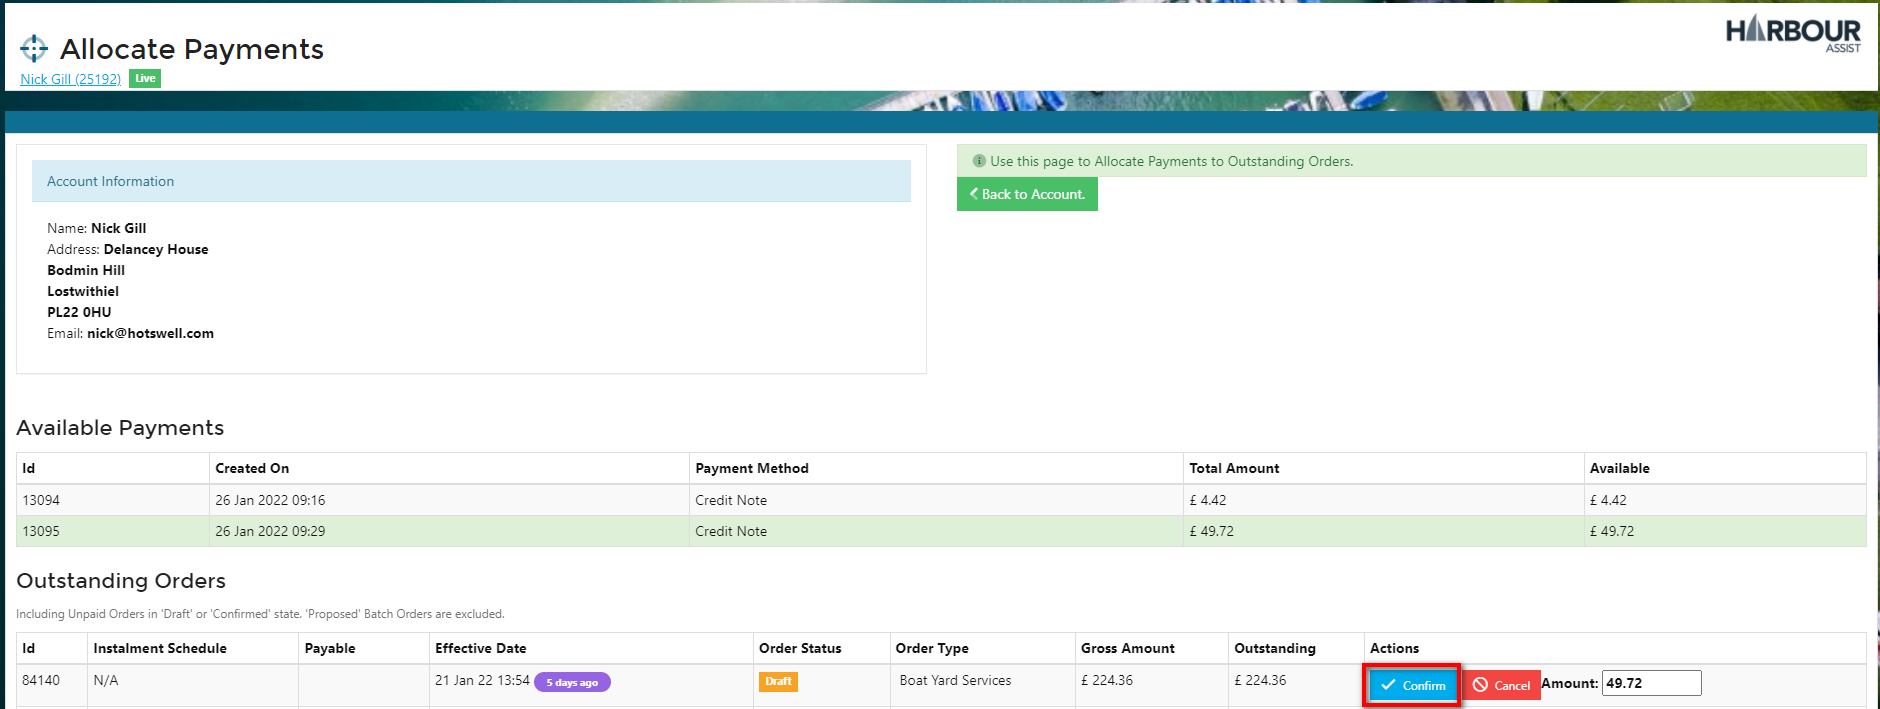 HARBOUR
ASSIST
Allocate Payments
Nick Gill (25192) Live
Account Information
Name: Nick Gill
Address: Delancey House
Bodmin Hill
Lostwithiel
PL22 0HU
Email: nick@hotswell.com
Use this page to Allocate Payments to Outstanding Orders.
Back to Account.
Available Payments
Id Created On Payment Method Total Amount Available
13094 26 Jan 2022 09:16 Credit Note £ 4.42 £ 4.42
13095 26 Jan 2022 09:29 Credit Note £ 49.72 £ 49.72
Outstanding Orders
Including Unpaid Orders in 'Draft' or 'Confirmed' state. 'Proposed' Batch Orders are excluded.
Id Instalment Schedule Payable Effective Date Order Status Order Type Gross Amount Outstanding Actions
84140 N/A 21 Jan 22 13:54 5 days ago Draft Boat Yard Services £ 224.36 £ 224.36 Confirm Cancel Amount: 49.72